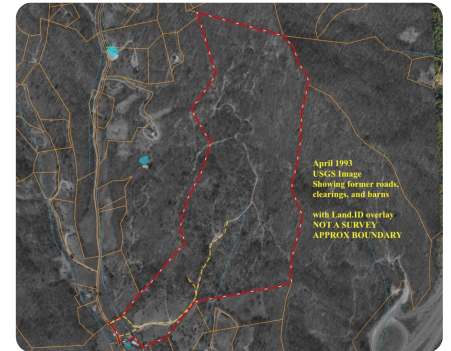 April 1993
USGS Image
Showing former roads,
clearings, and barns
with Land.ID overlay
NOT A SURVEY
APPROX BOUNDARY